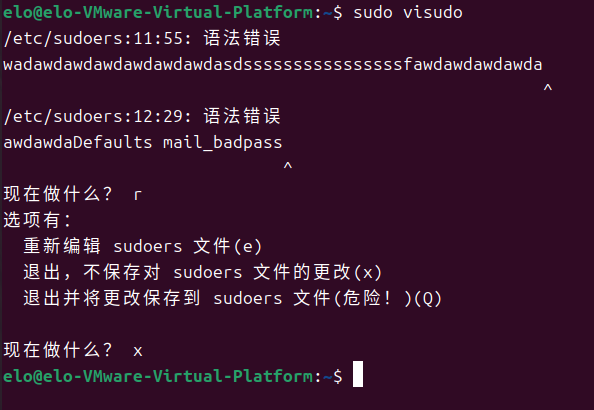 elo@elo-VMware-Virtual-Platform:~$ sudo visudo
/etc/sudoers:11:55: 语法错误
wadawdawdawdawdawdawdasdssssssssssssssssfawdawdawdawda
^
/etc/sudoers:12:29: 语法错误
awdawdaDefaults mail_badpass
^
现在做什么? r
选项有:
重新编辑 sudoers 文件(e)
退出，不保存对 sudoers 文件的更改(x)
退出并将更改保存到 sudoers 文件(危险！)(Q)
现在做什么? x
elo@elo-VMware-Virtual-Platform:~$